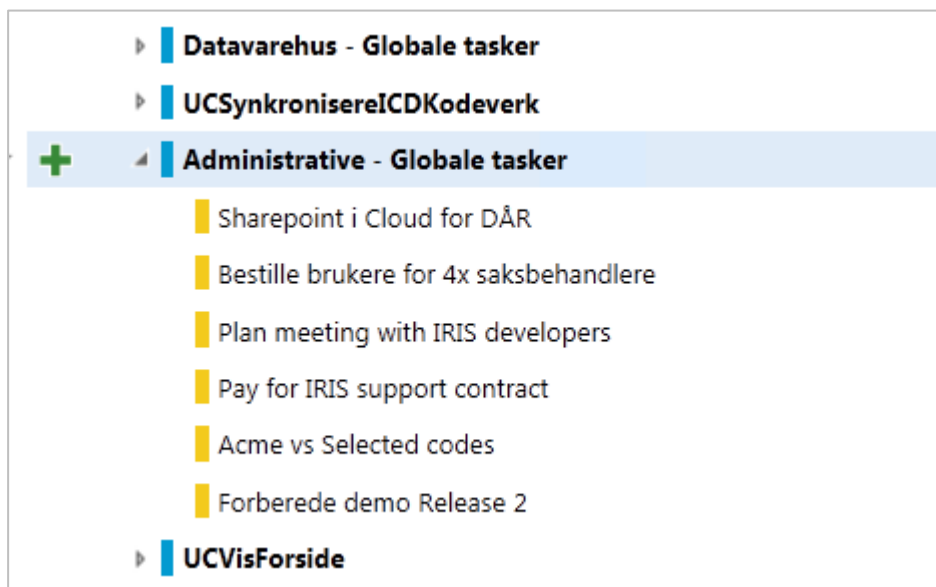 Datavarehus - Globale tasker
UCSynkronisereICDKodeverk
Administrative - Globale tasker
Sharepoint i Cloud for DÅR
Bestille brukere for 4x saksbehandlere
Plan meeting with IRIS developers
Pay for IRIS support contract
Acme vs Selected codes
Forberede demo Release 2
UCVisForside